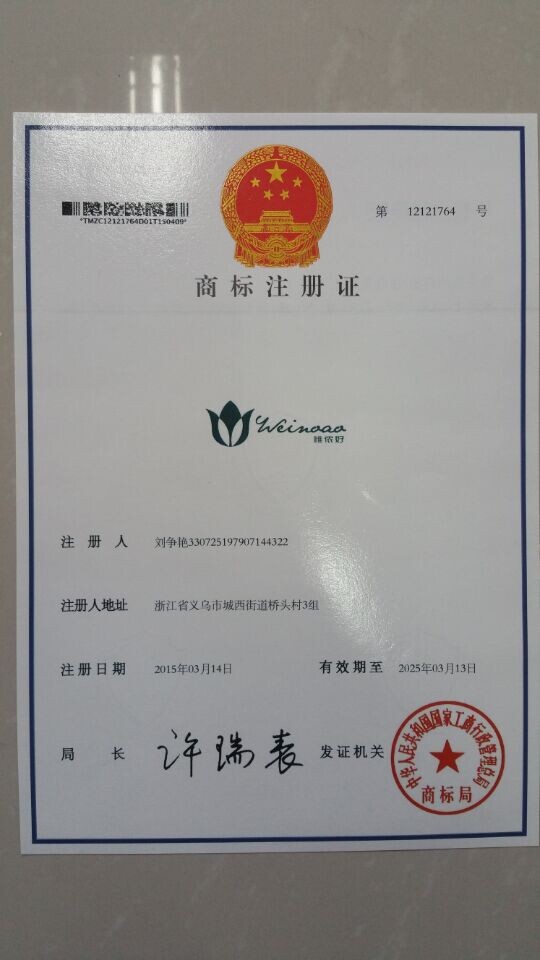 *TMZC12121764D01T150409*
第 12121764 号
商标注册证
Weinoao
唯侬好
注册人 刘争艳330725197907144322
注册人地址 浙江省义乌市城西街道桥头村3组
注册日期 2015年03月14日 有效期至 2025年03月13日
局长 许瑞表 发证机关
中华人民共和国国家工商行政管理总局
商标局